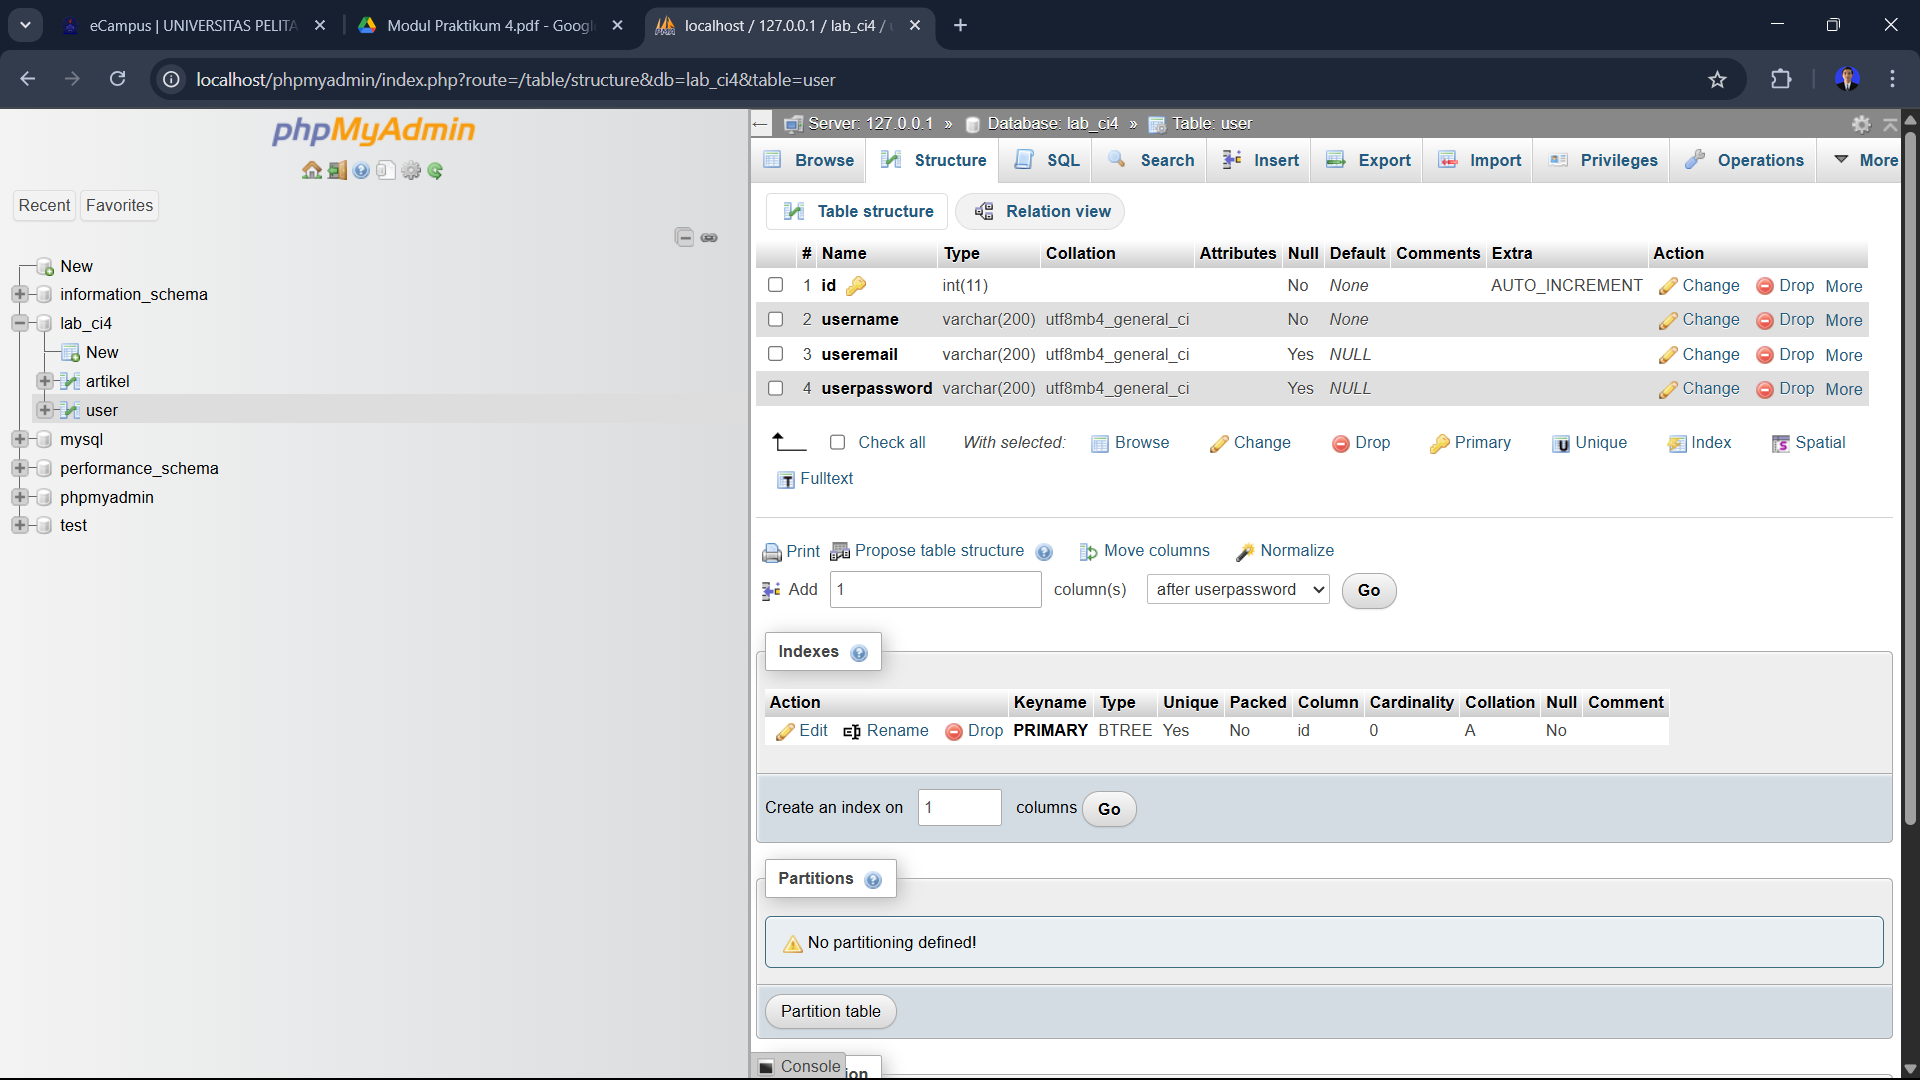 eCampus | UNIVERSITAS PELITA
Modul Praktikum 4.pdf - Googl
localhost / 127.0.0.1 / lab_ci4 /
localhost/phpmyadmin/index.php?route=/table/structure&db=lab_ci4&table=user
phpMyAdmin
Recent
Favorites
New
information_schema
lab_ci4
New
artikel
user
mysql
performance_schema
phpmyadmin
test
Server: 127.0.0.1 » Database: lab_ci4 » Table: user
Browse Structure SQL Search Insert Export Import Privileges Operations More
Table structure Relation view
# Name Type Collation Attributes Null Default Comments Extra Action
1 id int(11) No None AUTO_INCREMENT Change Drop More
2 username varchar(200) utf8mb4_general_ci No None Change Drop More
3 useremail varchar(200) utf8mb4_general_ci Yes NULL Change Drop More
4 userpassword varchar(200) utf8mb4_general_ci Yes NULL Change Drop More
Check all With selected: Browse Change Drop Primary Unique Index Spatial
Fulltext
Print Propose table structure Move columns Normalize
Add 1 column(s) after userpassword Go
Indexes
Action Keyname Type Unique Packed Column Cardinality Collation Null Comment
Edit Rename Drop PRIMARY BTREE Yes No id 0 A No
Create an index on 1 columns Go
Partitions
No partitioning defined!
Partition table
Console